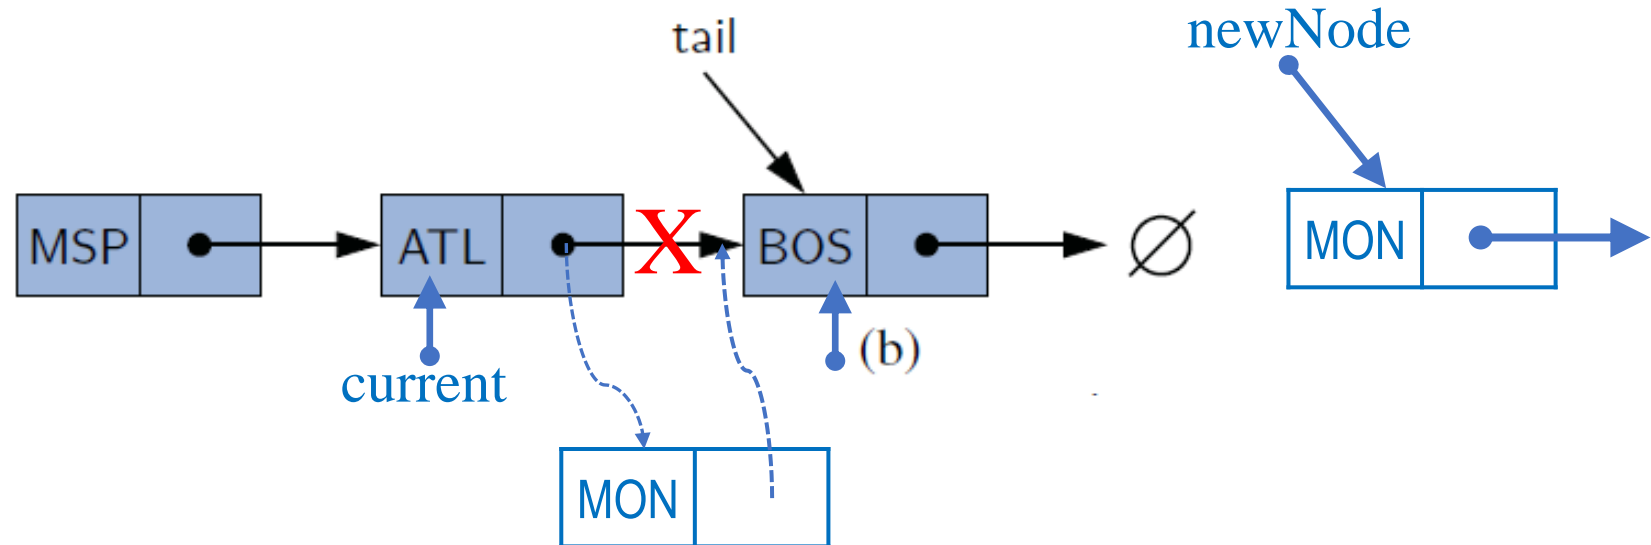 tail
newNode
MSP
ATL
X
BOS
∅
MON
current
(b)
MON